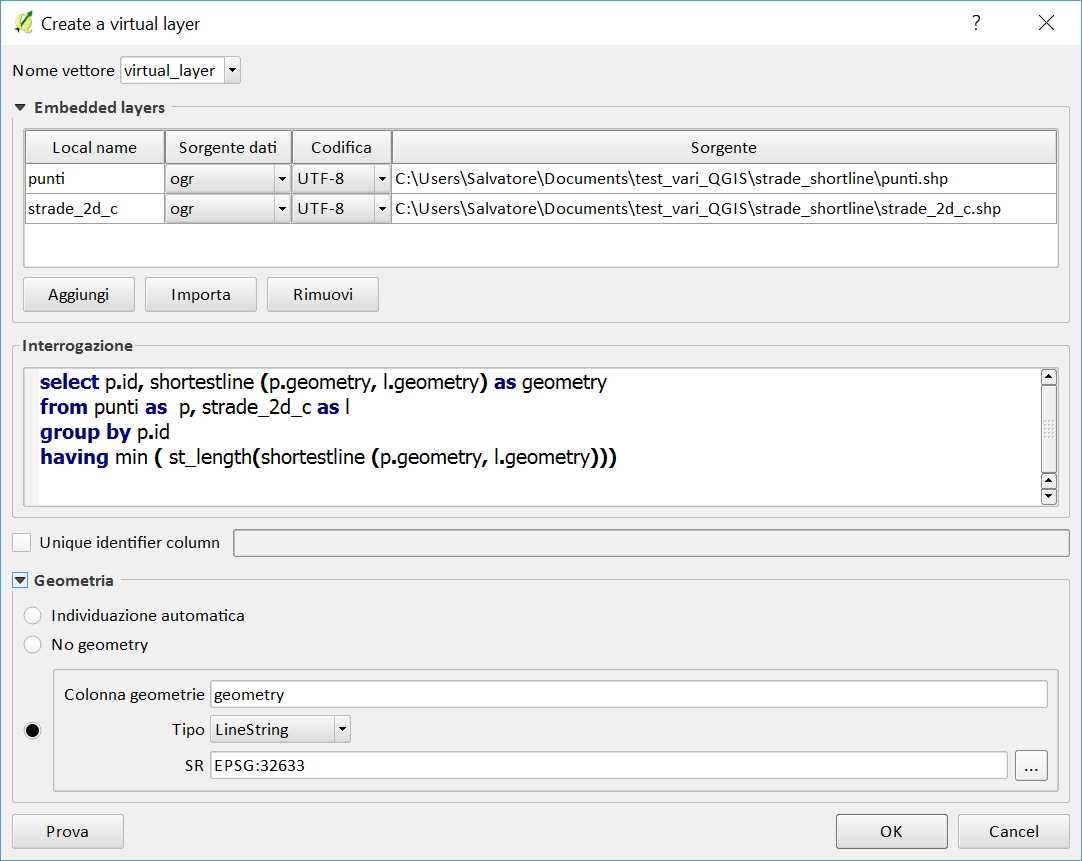 Create a virtual layer
?
Nome vettore virtual_layer
Embedded layers
Local name Sorgente dati Codifica Sorgente
punti ogr UTF-8 C:\Users\Salvatore\Documents\test_vari_QGIS\strade_shortline\punti.shp
strade_2d_c ogr UTF-8 C:\Users\Salvatore\Documents\test_vari_QGIS\strade_shortline\strade_2d_c.shp
Aggiungi Importa Rimuovi
Interrogazione
select p.id, shortestline (p.geometry, l.geometry) as geometry
from punti as  p, strade_2d_c as l
group by p.id
having min ( st_length(shortestline (p.geometry, l.geometry)))
Unique identifier column
Geometria
Individuazione automatica
No geometry
Colonna geometrie geometry
Tipo LineString
SR EPSG:32633 ...
Prova OK Cancel